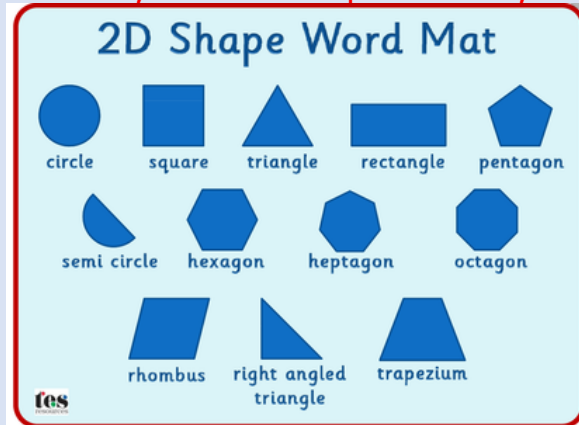 2D Shape Word Mat
circle square triangle rectangle pentagon
semi circle hexagon heptagon octagon
rhombus right angled triangle trapezium
tes
resources